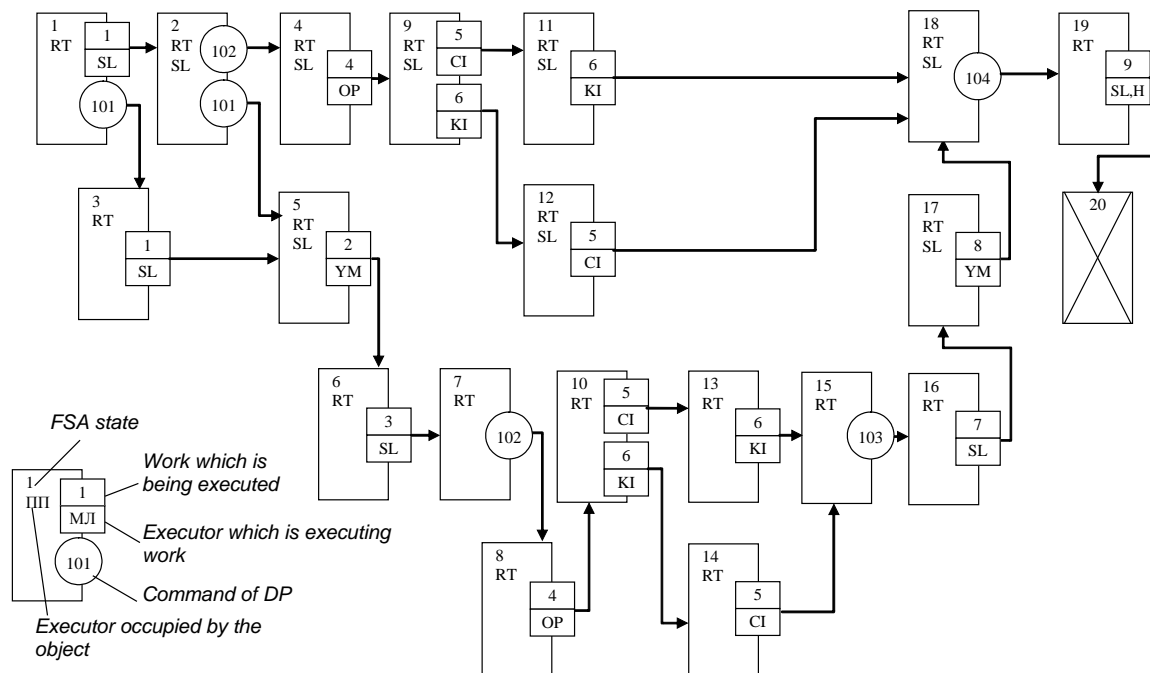 1
RT
1
SL
101
2
RT
SL
102
101
4
RT
SL
4
OP
9
RT
SL
5
CI
6
KI
11
RT
SL
6
KI
18
RT
SL
104
19
RT
9
SL,H
3
RT
1
SL
5
RT
SL
2
YM
12
RT
SL
5
CI
17
RT
SL
8
YM
20
6
RT
3
SL
7
RT
102
10
RT
5
CI
6
KI
13
RT
6
KI
15
RT
103
16
RT
7
SL
8
RT
4
OP
14
RT
5
CI
FSA state
Work which is
being executed
1
ПП
1
МЛ
101
Executor which is executing
work
Command of DP
Executor occupied by the
object